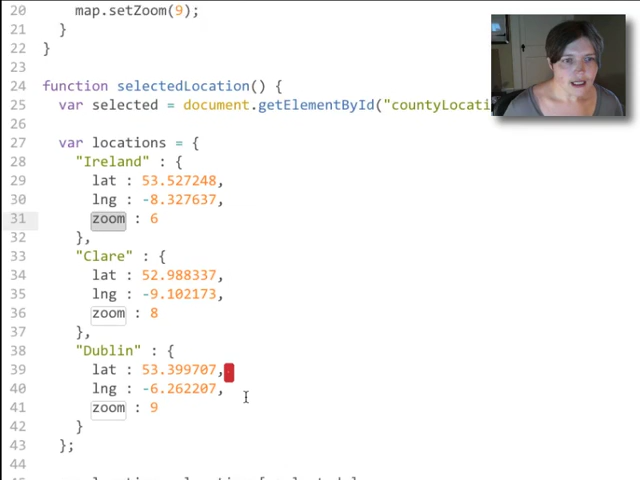 20 map.setZoom(9);
21 }
22 }
23
24 function selectedLocation() {
25 var selected = document.getElementById("countyLocati
26
27 var locations = {
28 "Ireland" : {
29 lat : 53.527248,
30 lng : -8.327637,
31 zoom : 6
32 },
33 "Clare" : {
34 lat : 52.988337,
35 lng : -9.102173,
36 zoom : 8
37 },
38 "Dublin" : {
39 lat : 53.399707,
40 lng : -6.262207,
41 zoom : 9
42 }
43 };
44